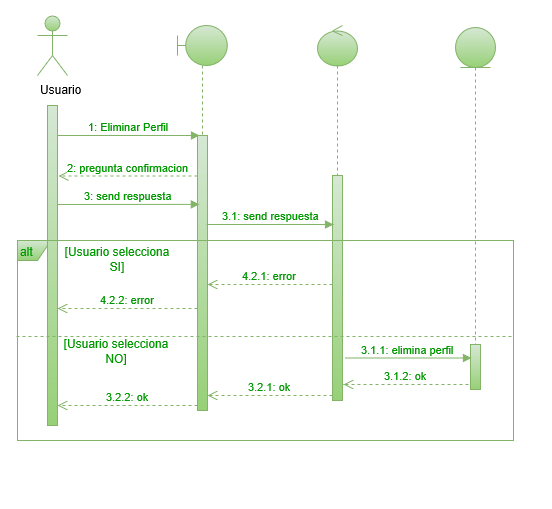 Usuario
1: Eliminar Perfil
2: pregunta confirmacion
3: send respuesta
3.1: send respuesta
alt
[Usuario selecciona
SI]
4.2.1: error
4.2.2: error
[Usuario selecciona
NO]
3.1.1: elimina perfil
3.1.2: ok
3.2.1: ok
3.2.2: ok